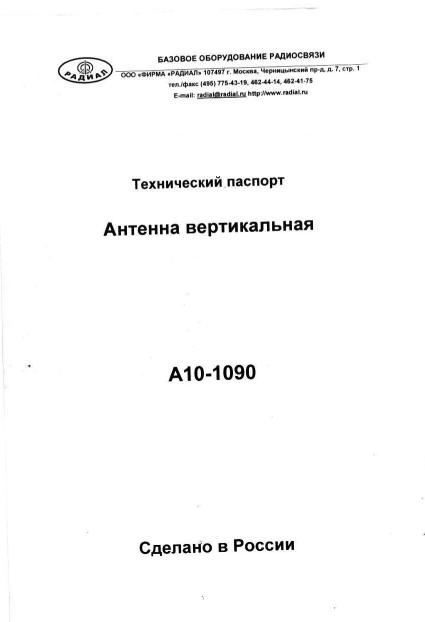 РАДИАЛ
БАЗОВОЕ ОБОРУДОВАНИЕ РАДИОСВЯЗИ
ООО «ФИРМА «РАДИАЛ» 107497 г. Москва, Черницынский пр-д, д. 7, стр. 1
тел./факс (495) 775-43-19, 462-44-14, 462-41-75
E-mail: radial@radial.ru http://www.radial.ru
Технический паспорт
Антенна вертикальная
А10-1090
Сделано в России